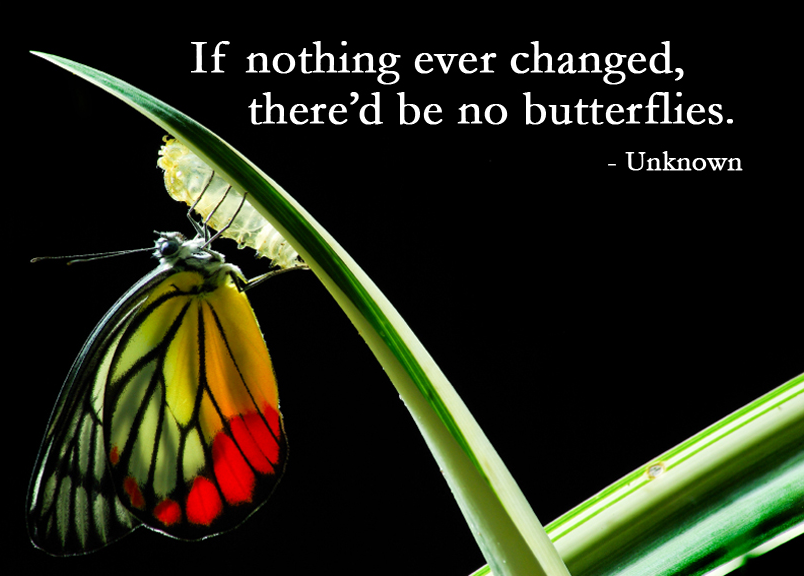 If nothing ever changed,
there’d be no butterflies.
- Unknown